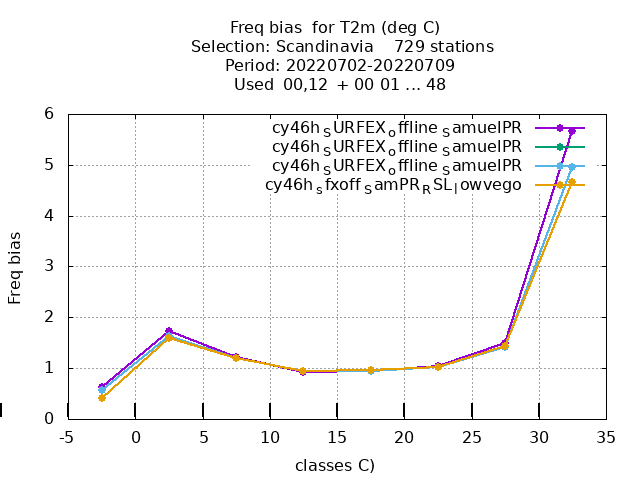 Freq bias  for T2m (deg C)
Selection: Scandinavia    729 stations
Period: 20220702-20220709
Used  00,12  + 00 01 ... 48
cy46h_SURFEX_offline_SamuelPR
cy46h_SURFEX_offline_SamuelPR
cy46h_SURFEX_offline_SamuelPR
cy46h_sfxoff_SamPR_RSL_lowvego
Freq bias
6
5
4
3
2
1
0
-5 0 5 10 15 20 25 30 35
classes C)